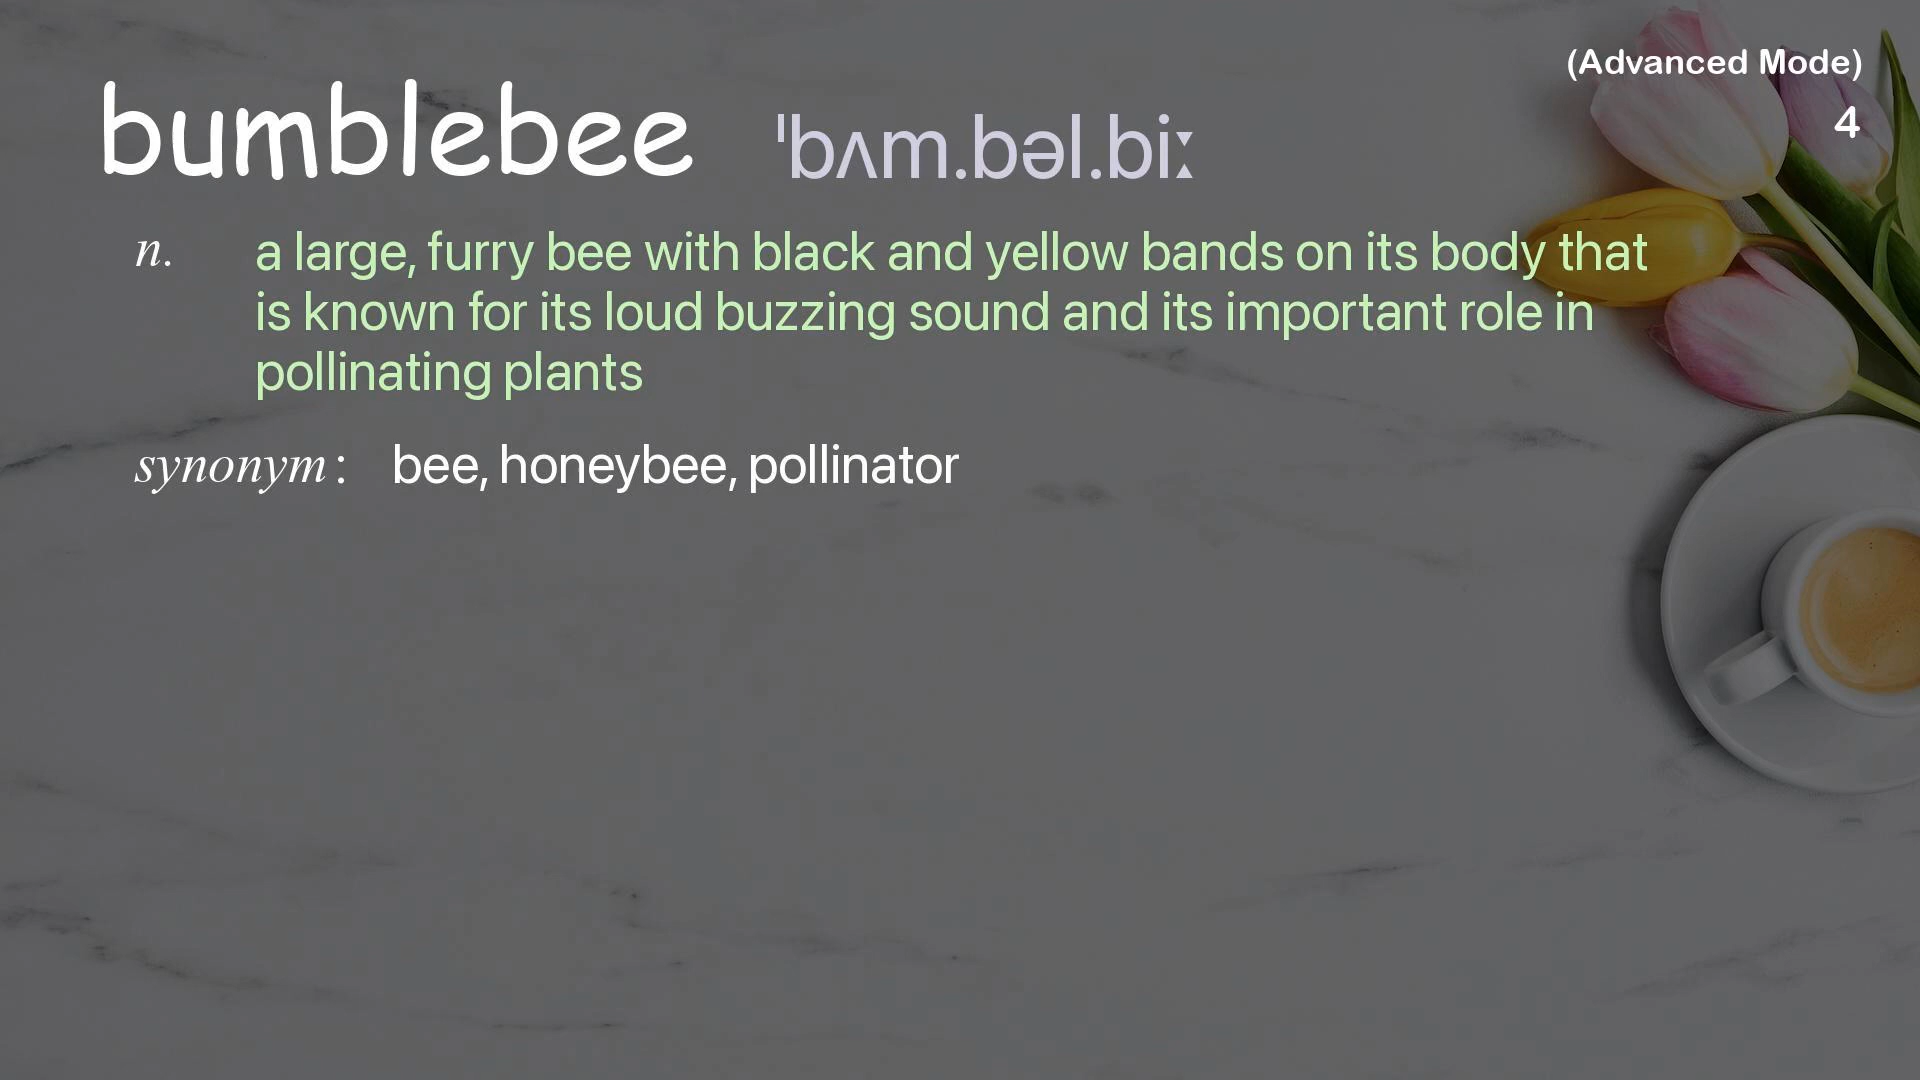 (Advanced Mode)
bumblebee ˈbʌm.bəl.biː
4
n. a large, furry bee with black and yellow bands on its body that
is known for its loud buzzing sound and its important role in
pollinating plants
synonym: bee, honeybee, pollinator